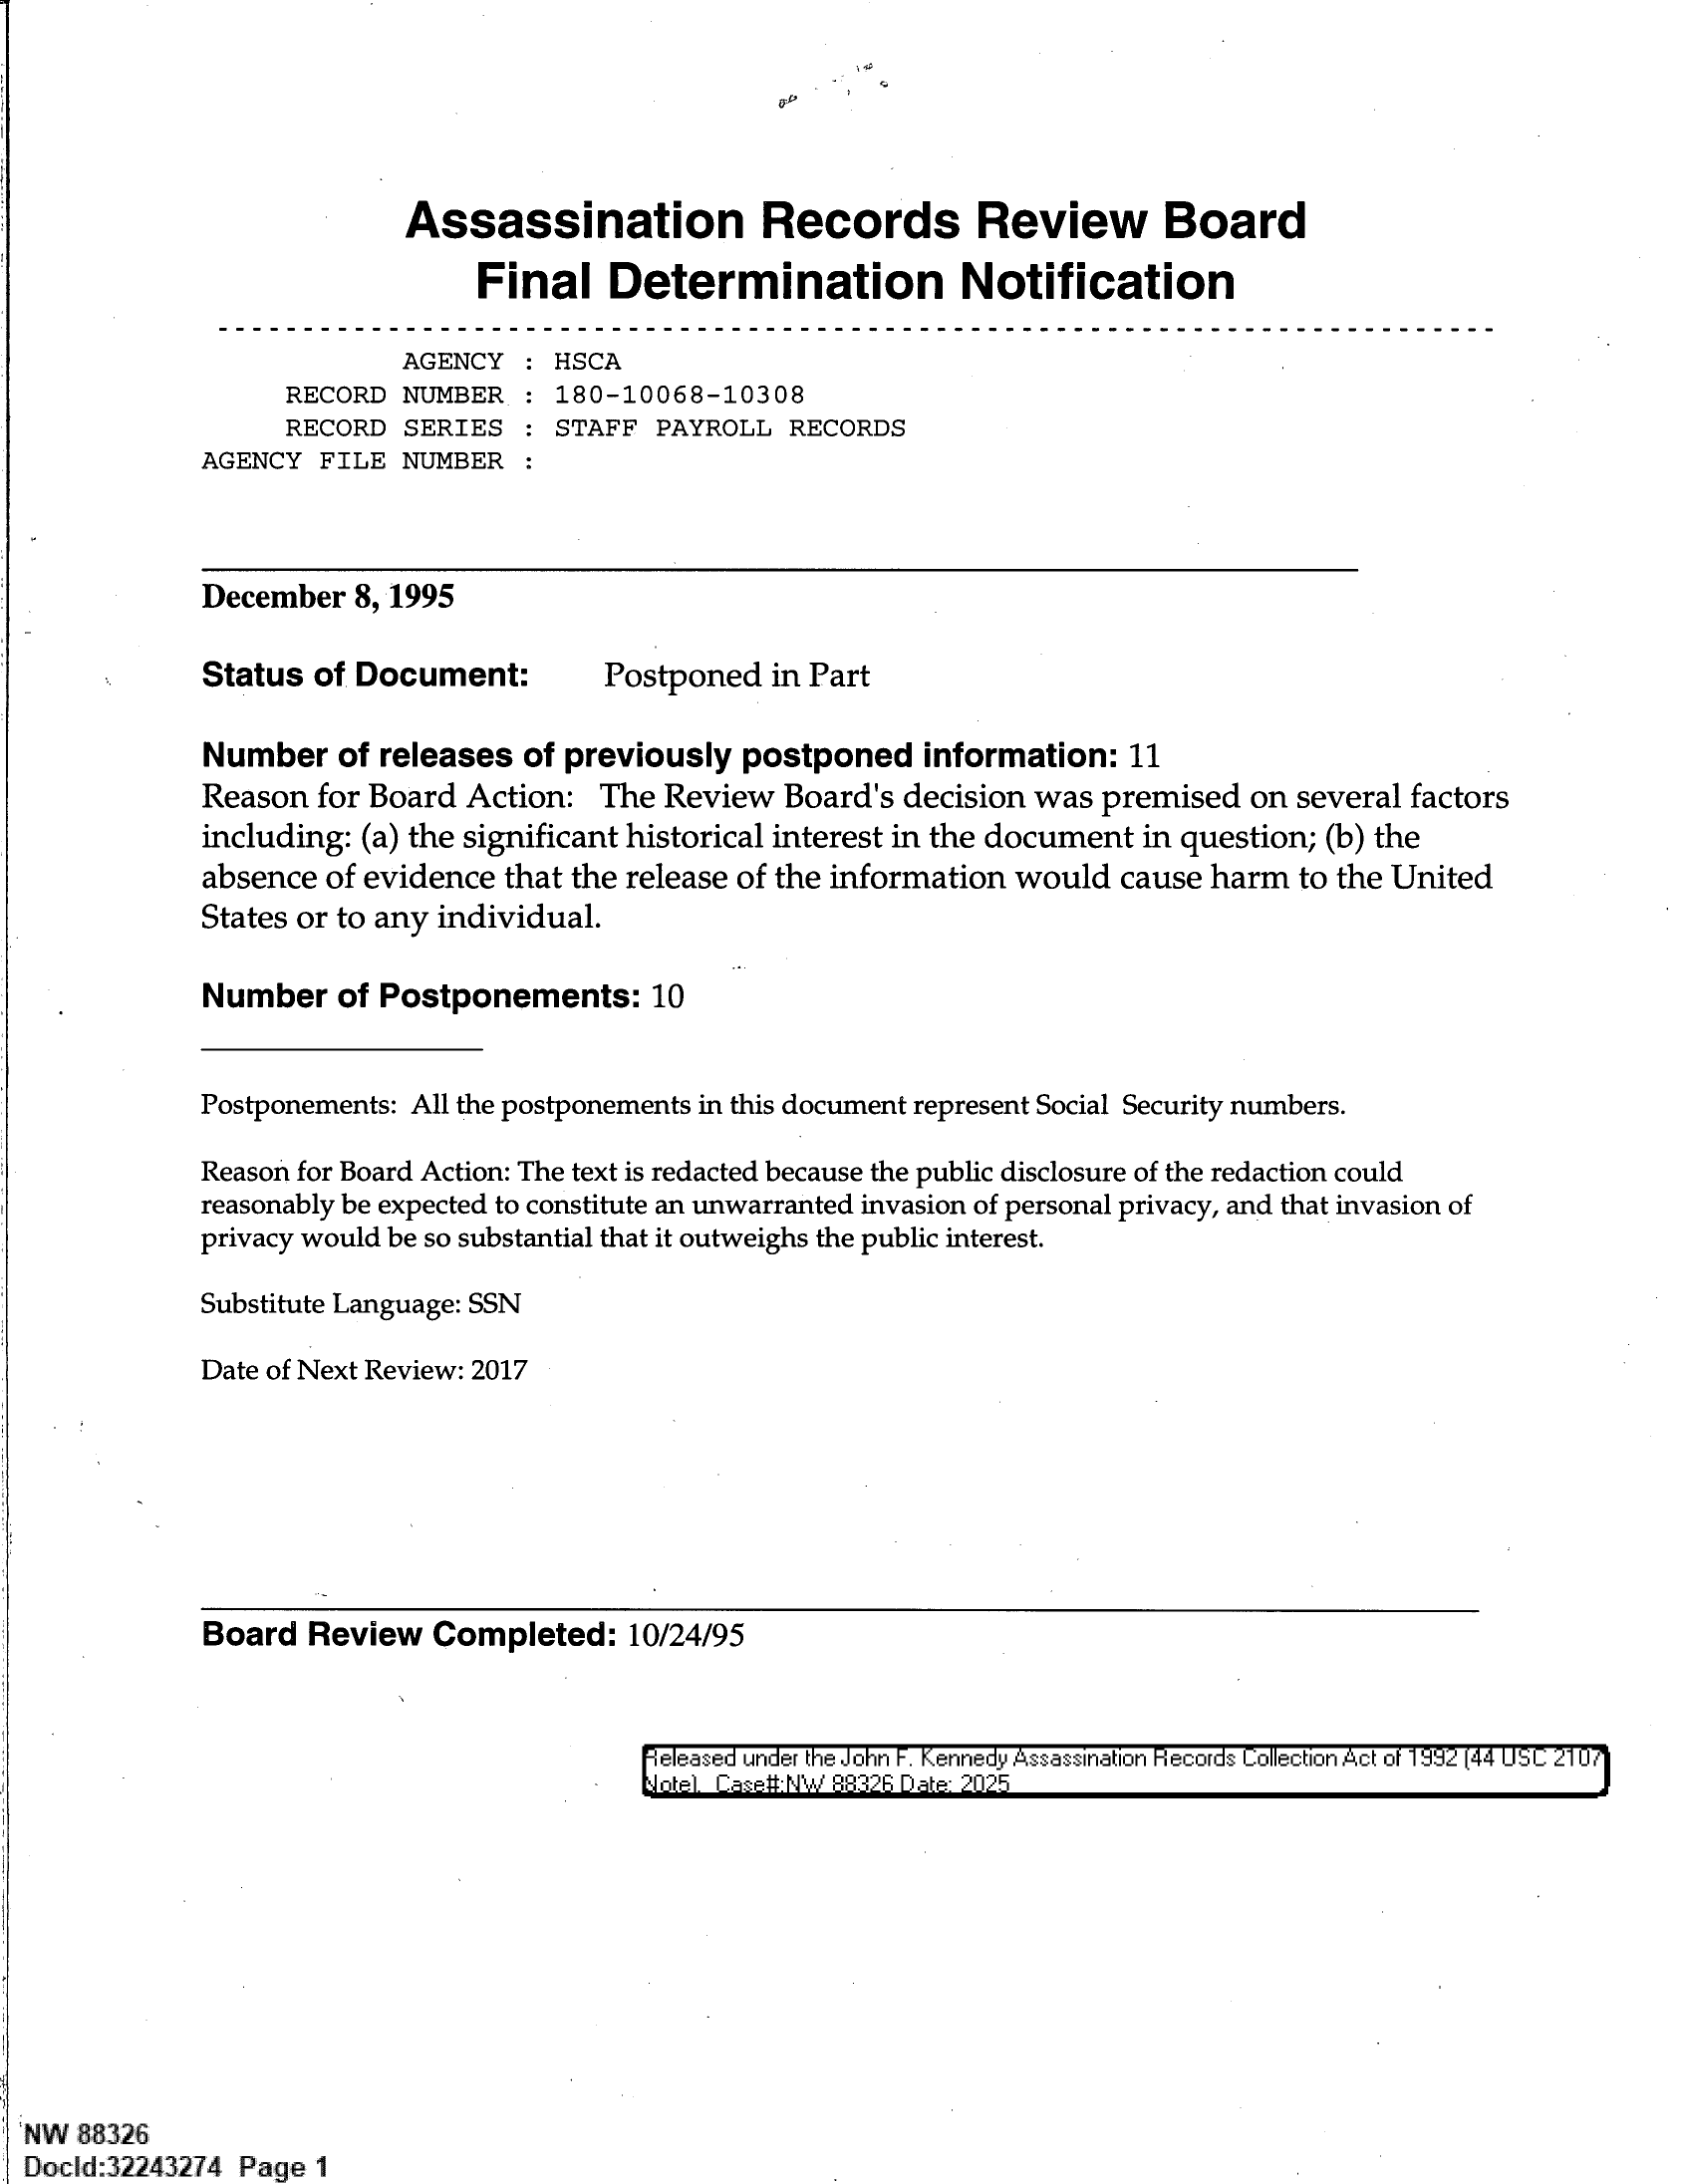 Assassination Records Review Board
Final Determination Notification
AGENCY : HSCA
RECORD NUMBER : 180-10068-10308
RECORD SERIES : STAFF PAYROLL RECORDS
AGENCY FILE NUMBER :
December 8, 1995
Status of Document: Postponed in Part
Number of releases of previously postponed information: 11
Reason for Board Action: The Review Board's decision was premised on several factors
including: (a) the significant historical interest in the document in question; (b) the
absence of evidence that the release of the information would cause harm to the United
States or to any individual.
Number of Postponements: 10
Postponements: All the postponements in this document represent Social Security numbers.
Reason for Board Action: The text is redacted because the public disclosure of the redaction could
reasonably be expected to constitute an unwarranted invasion of personal privacy, and that invasion of
privacy would be so substantial that it outweighs the public interest.
Substitute Language: SSN
Date of Next Review: 2017
Board Review Completed: 10/24/95
Released under the John F. Kennedy Assassination Records Collection Act of 1992 (44 USC 2107
Note). Case#:NW 88326 Date: 2025
NW 88326
DocId:32243274 Page 1